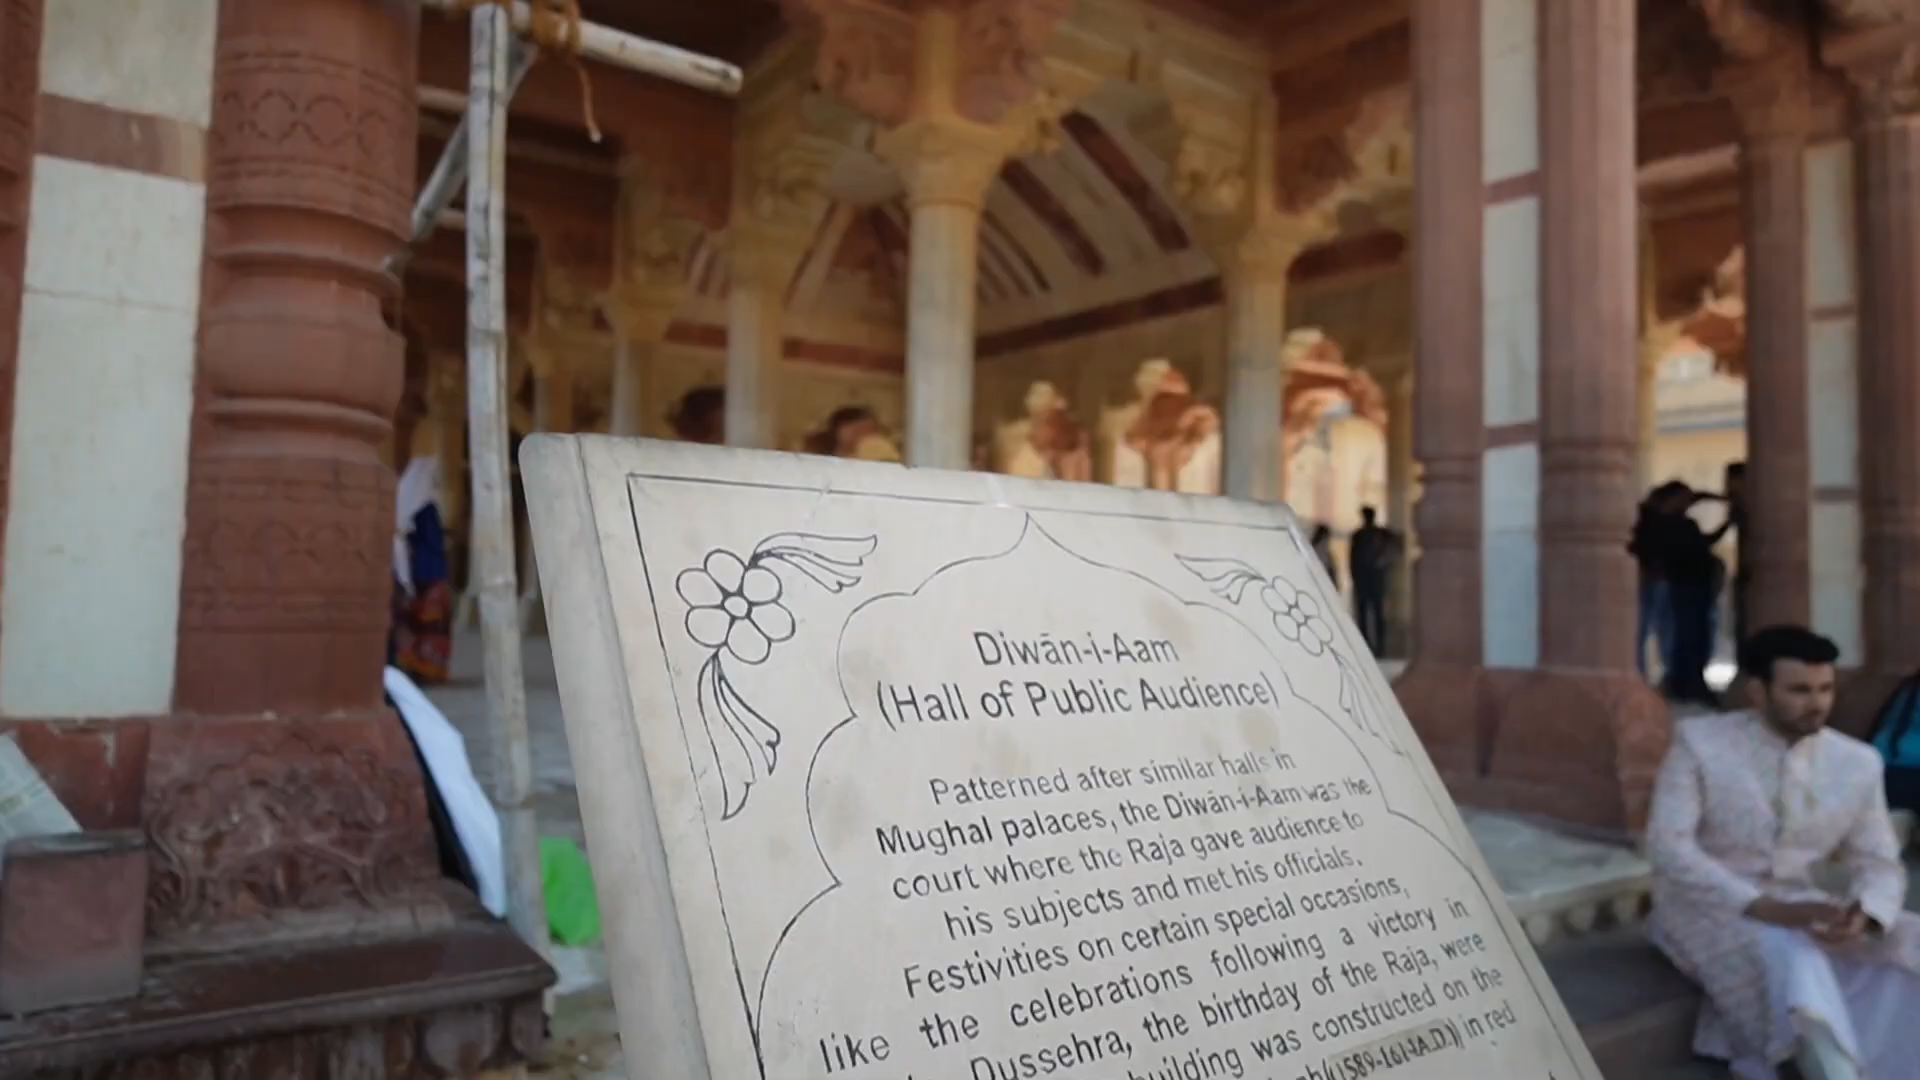 Diwān-i-Aam
(Hall of Public Audience)
Patterned after similar halls in
Mughal palaces, the Diwān-i-Aam was the
court where the Raja gave audience to
his subjects and met his officials.
Festivities on certain special occasions,
like the celebrations following a victory in
Dussehra, the birthday of the Raja, were
building was constructed on the
(1589-1614A.D.)) in red